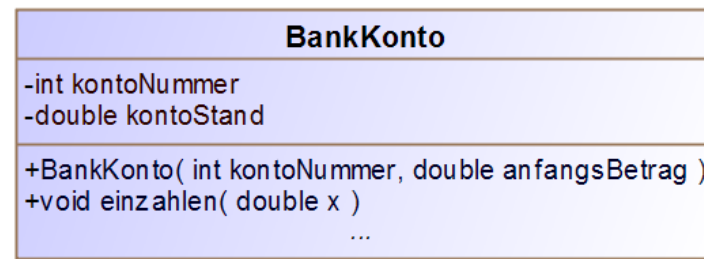 BankKonto
-int kontoNummer
-double kontoStand
+BankKonto( int kontoNummer, double anfangsBetrag )
+void einzahlen( double x )
...